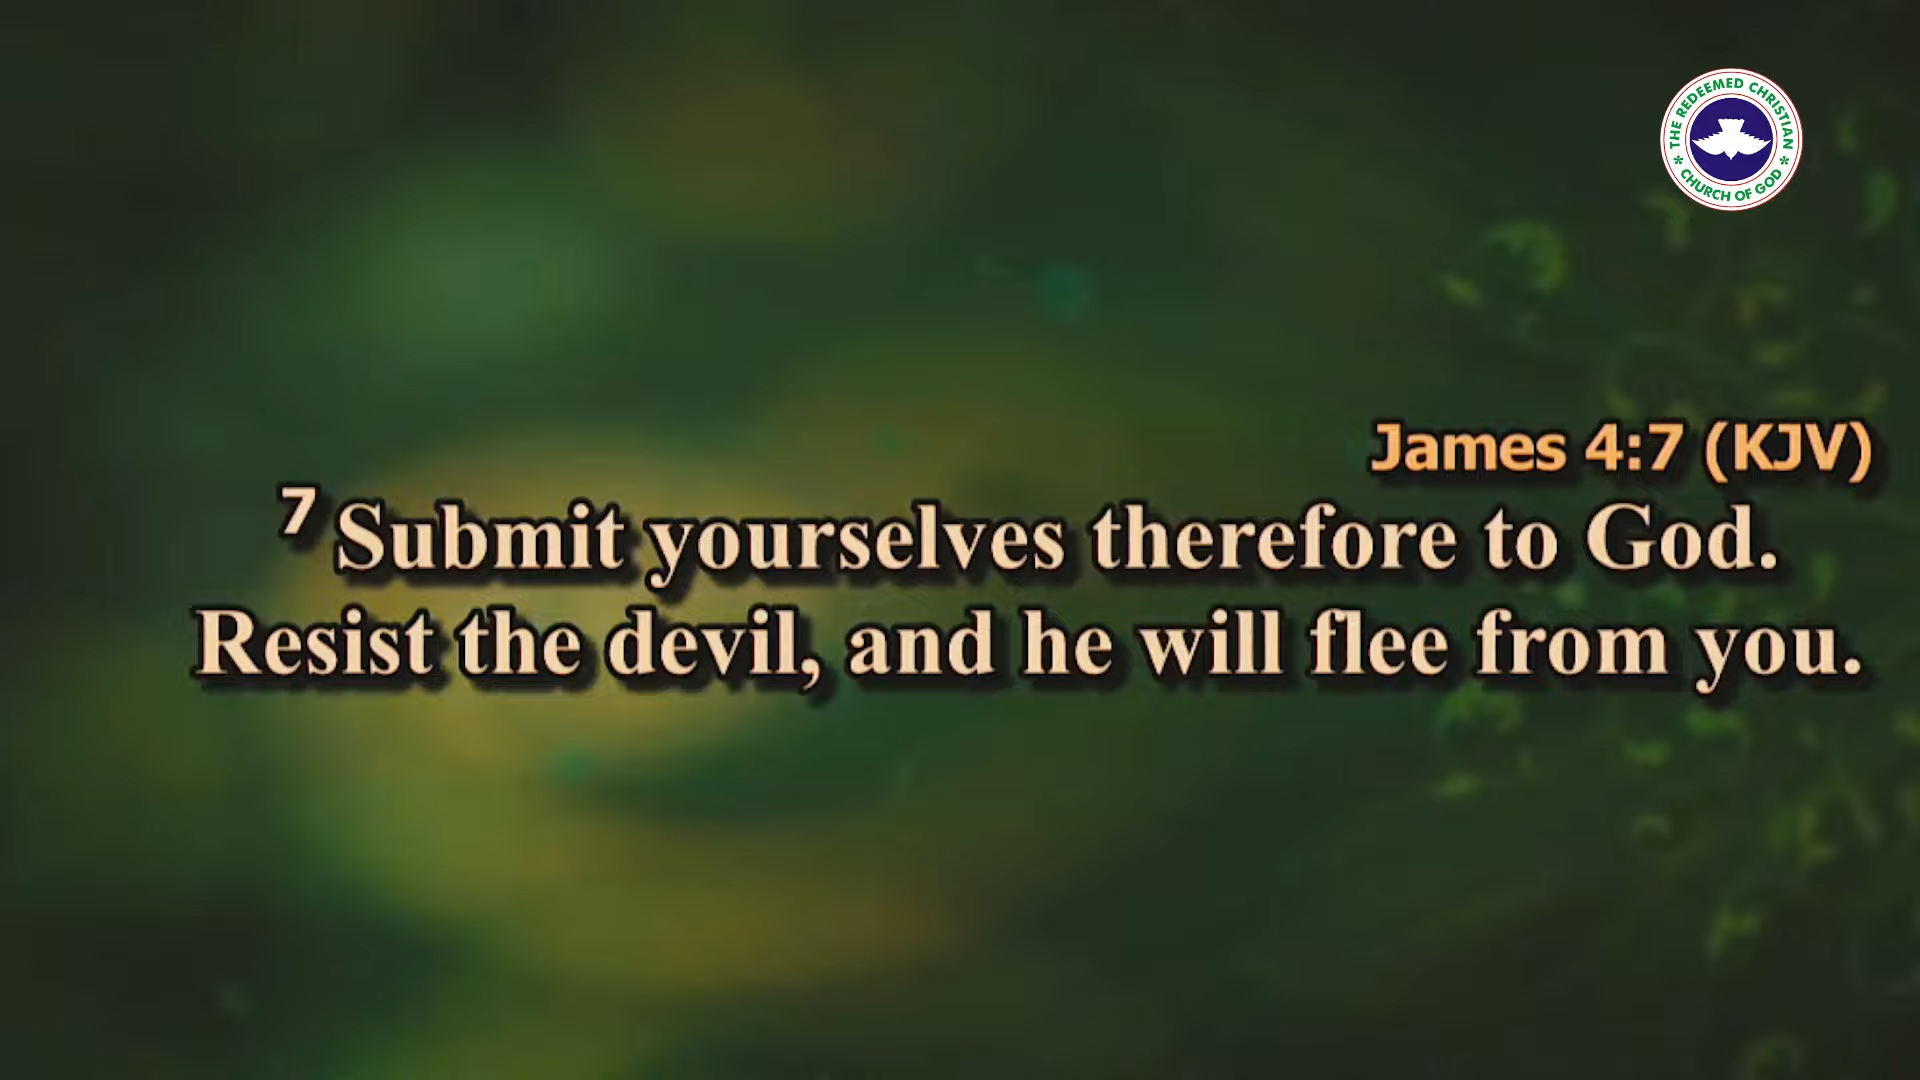 THE REDEEMED CHRISTIAN
CHURCH OF GOD
James 4:7 (KJV)
7 Submit yourselves therefore to God.
Resist the devil, and he will flee from you.